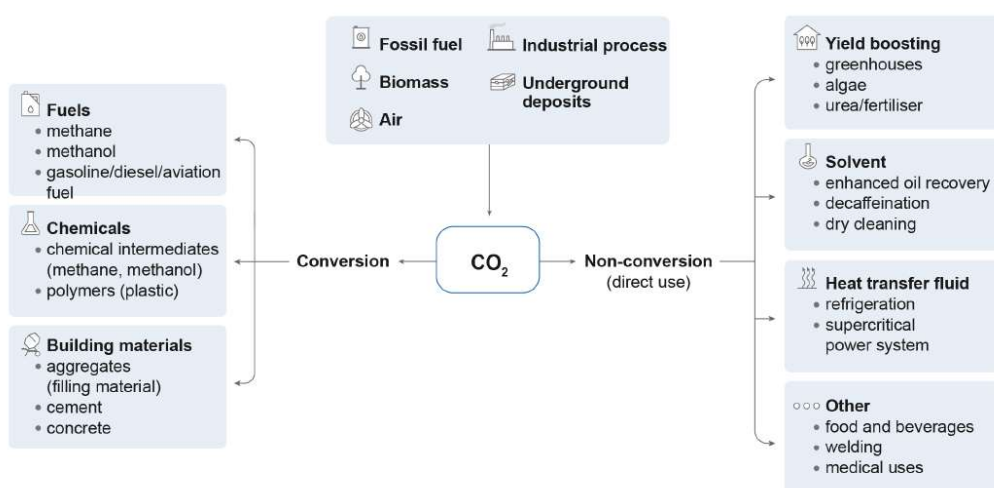 Fossil fuel
Industrial process
Biomass
Underground
deposits
Air
Fuels
• methane
• methanol
• gasoline/diesel/aviation
fuel
Chemicals
• chemical intermediates
(methane, methanol)
• polymers (plastic)
Building materials
• aggregates
(filling material)
• cement
• concrete
Conversion
CO₂
Non-conversion
(direct use)
Yield boosting
• greenhouses
• algae
• urea/fertiliser
Solvent
• enhanced oil recovery
• decaffeination
• dry cleaning
Heat transfer fluid
• refrigeration
• supercritical
power system
Other
• food and beverages
• welding
• medical uses